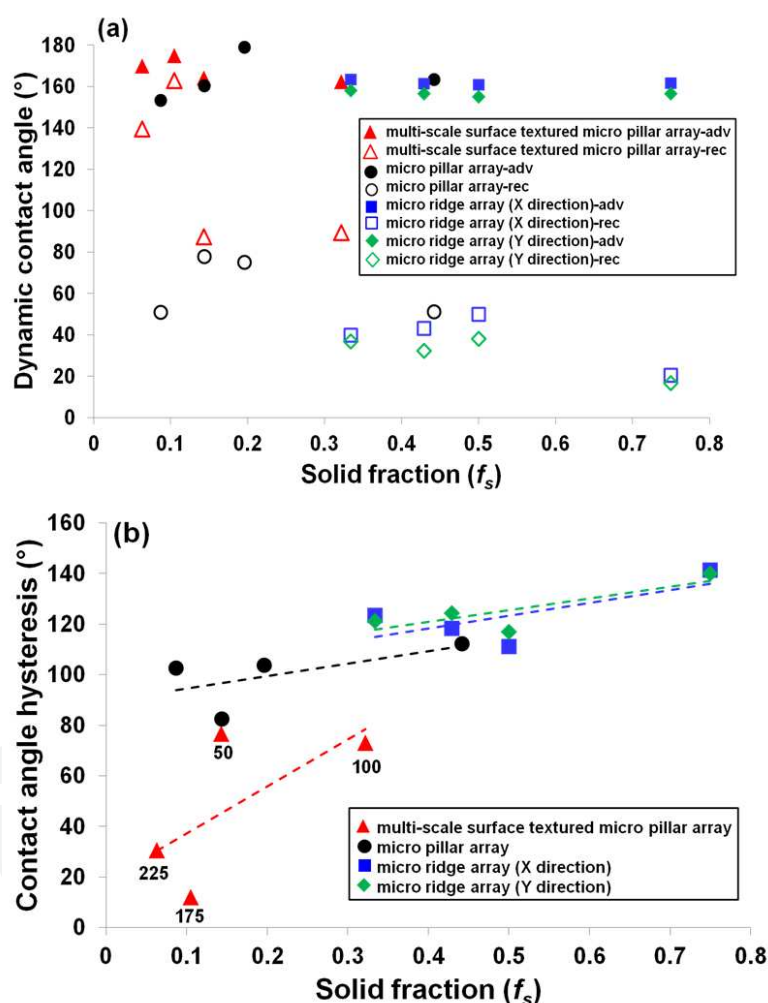 (a)
Dynamic contact angle (°)
180
160
140
120
100
80
60
40
20
0
multi-scale surface textured micro pillar array-adv
multi-scale surface textured micro pillar array-rec
micro pillar array-adv
micro pillar array-rec
micro ridge array (X direction)-adv
micro ridge array (X direction)-rec
micro ridge array (Y direction)-adv
micro ridge array (Y direction)-rec
0 0.1 0.2 0.3 0.4 0.5 0.6 0.7 0.8
Solid fraction (fs)
(b)
Contact angle hysteresis (°)
160
140
120
100
80
60
40
20
0
50
100
225
175
multi-scale surface textured micro pillar array
micro pillar array
micro ridge array (X direction)
micro ridge array (Y direction)
0 0.1 0.2 0.3 0.4 0.5 0.6 0.7 0.8
Solid fraction (fs)